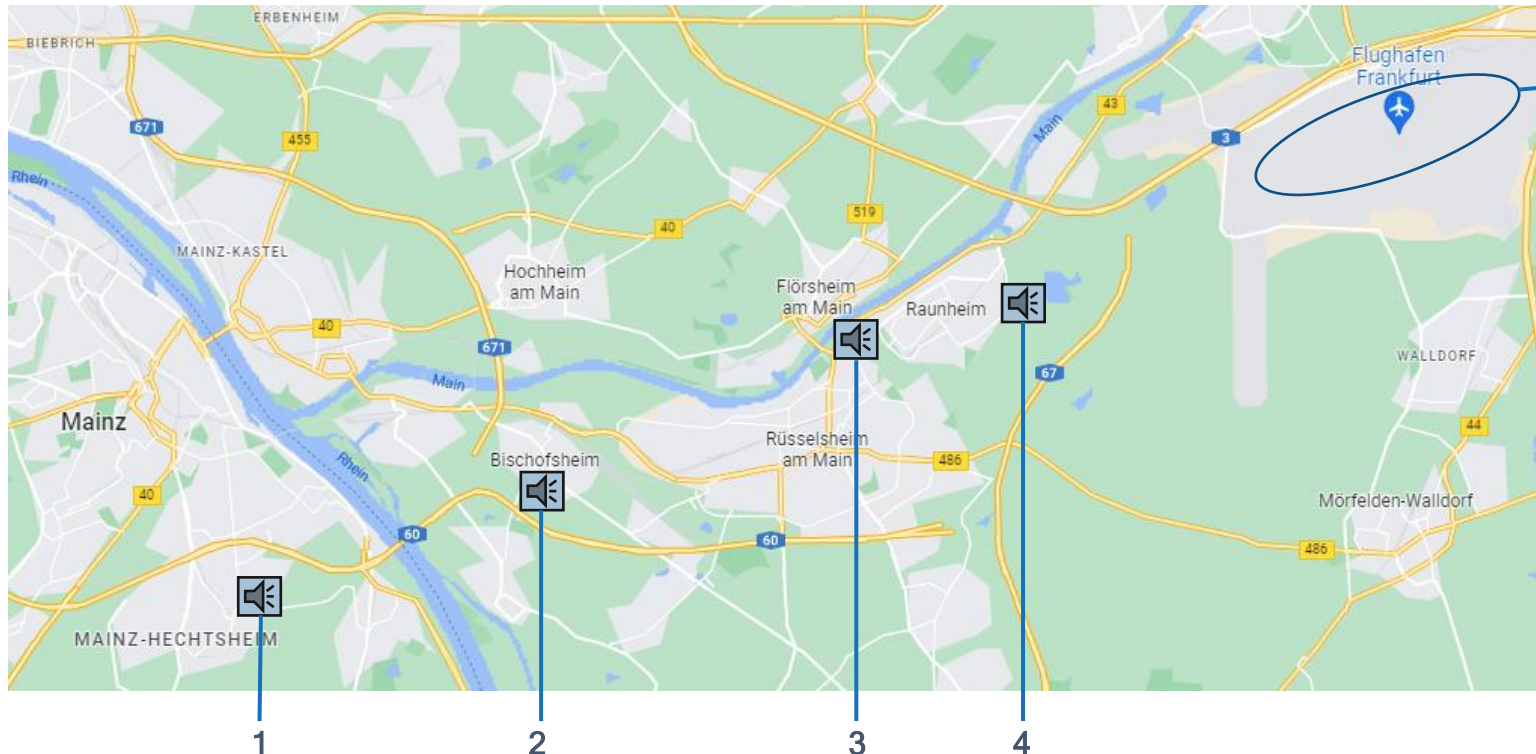 ERBENHEIM
BIEBRICH
Flughafen
Frankfurt
43
671
455
3
Main
Rhein
519
40
MAINZ-KASTEL
Hochheim
am Main
Flörsheim
am Main
Raunheim
40
671
WALLDORF
67
Main
Mainz
44
Rüsselsheim
am Main
Bischofsheim
486
Rhein
40
Mörfelden-Walldorf
60
60
486
MAINZ-HECHTSHEIM
1
2
3
4